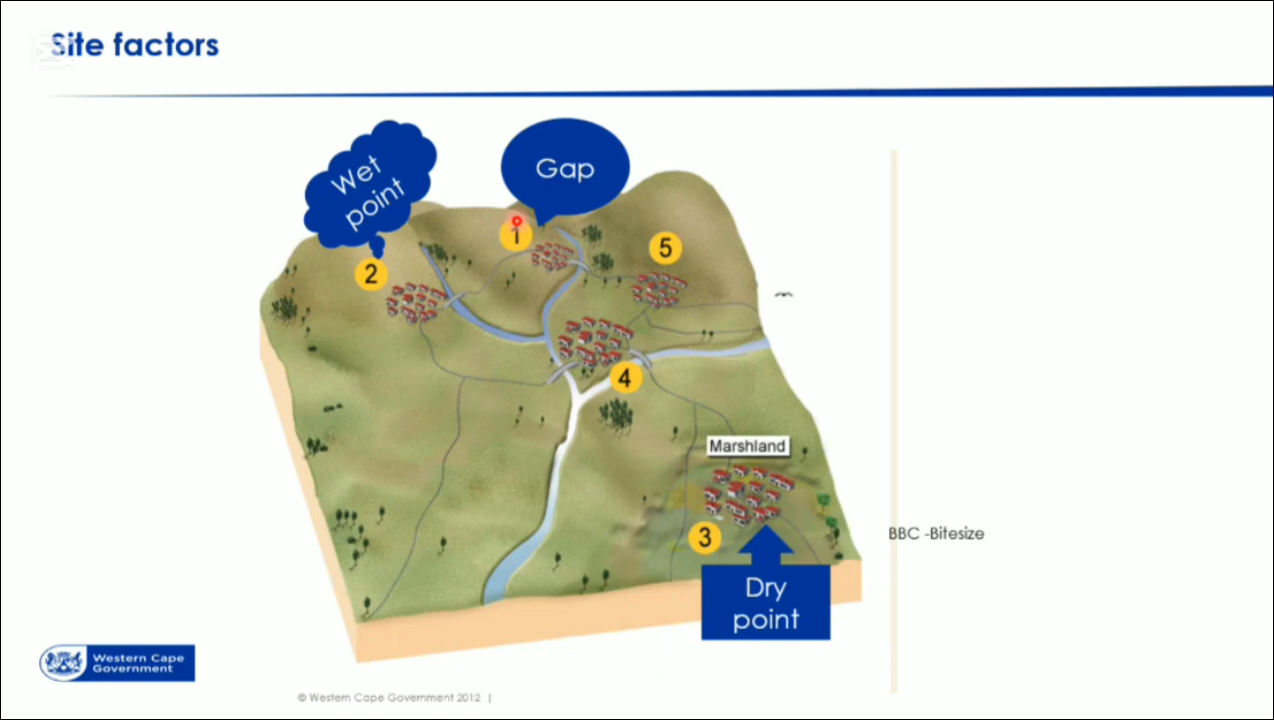 Site factors
Wet
point
Gap
1
5
2
4
Marshland
3
BBC -Bitesize
Dry
point
Western Cape
Government
© Western Cape Government 2012 |